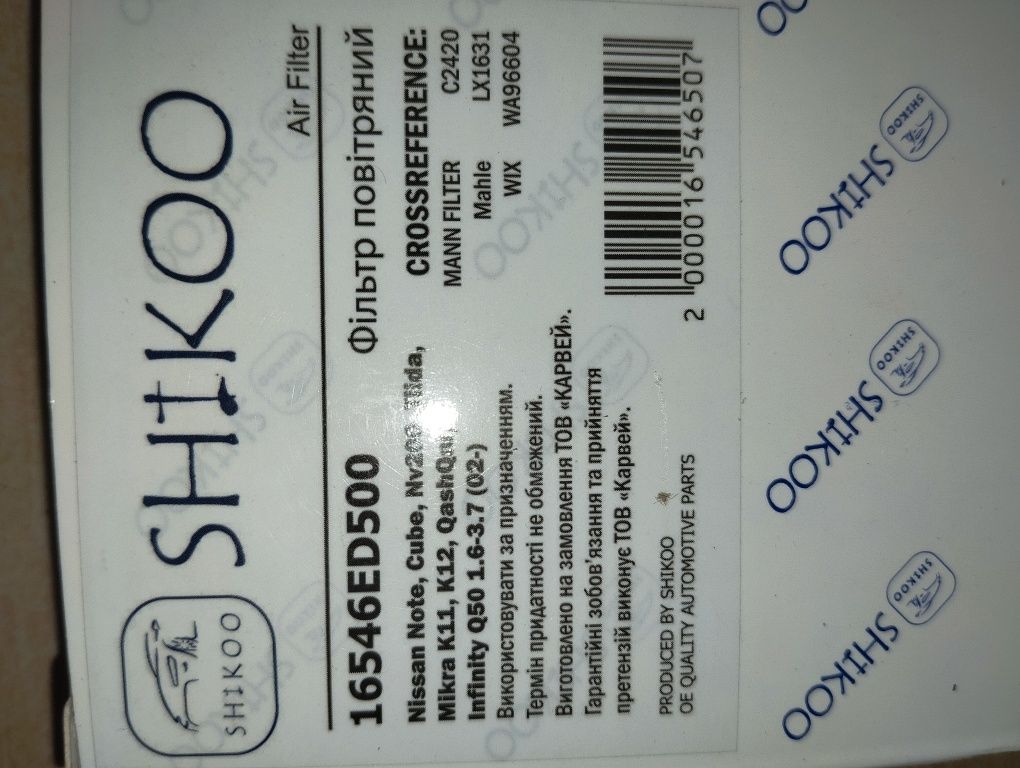 SHIKOO
SHIKOO
Air Filter
16546ED500 Фільтр повітряний
Nissan Note, Cube, Nv200 Tiida,
Mikra K11, K12, QashQai
Infinity Q50 1.6-3.7 (02-)
CROSSREFERENCE:
MANN FILTER C2420
Mahle LX1631
WIX WA96604
Використовувати за призначенням.
Термін придатності не обмежений.
Виготовлено на замовлення ТОВ «КАРВЕЙ».
Гарантійні зобов'язання та прийняття
претензій виконує ТОВ «Карвей».
PRODUCED BY SHIKOO
OE QUALITY AUTOMOTIVE PARTS
2 000016 546507
SHIKOO SHIKOO
SHIKOO SHIKOO
SHIKOO SHIKOO